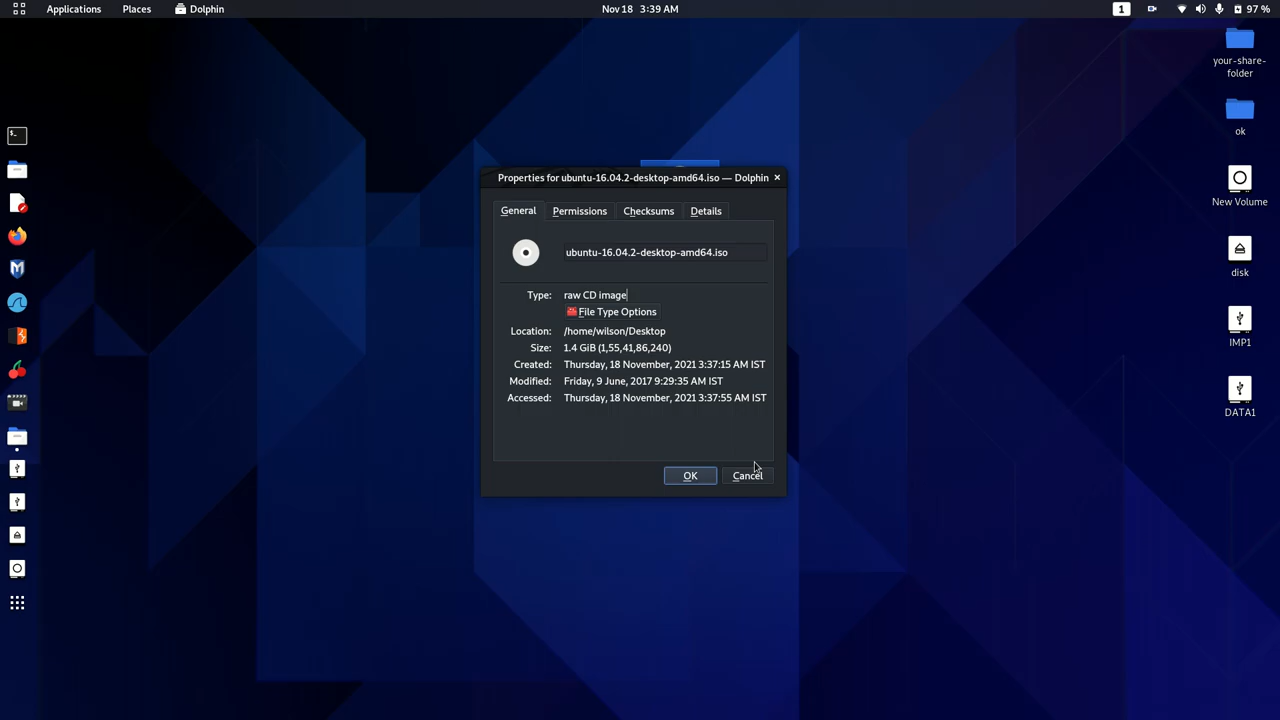 Applications Places Dolphin Nov 18 3:39 AM 1 97 %
your-share-
folder
ok
New Volume
disk
IMP1
DATA1
Properties for ubuntu-16.04.2-desktop-amd64.iso — Dolphin
General Permissions Checksums Details
ubuntu-16.04.2-desktop-amd64.iso
Type: raw CD image
File Type Options
Location: /home/wilson/Desktop
Size: 1.4 GiB (1,55,41,86,240)
Created: Thursday, 18 November, 2021 3:37:15 AM IST
Modified: Friday, 9 June, 2017 9:29:35 AM IST
Accessed: Thursday, 18 November, 2021 3:37:55 AM IST
OK Cancel